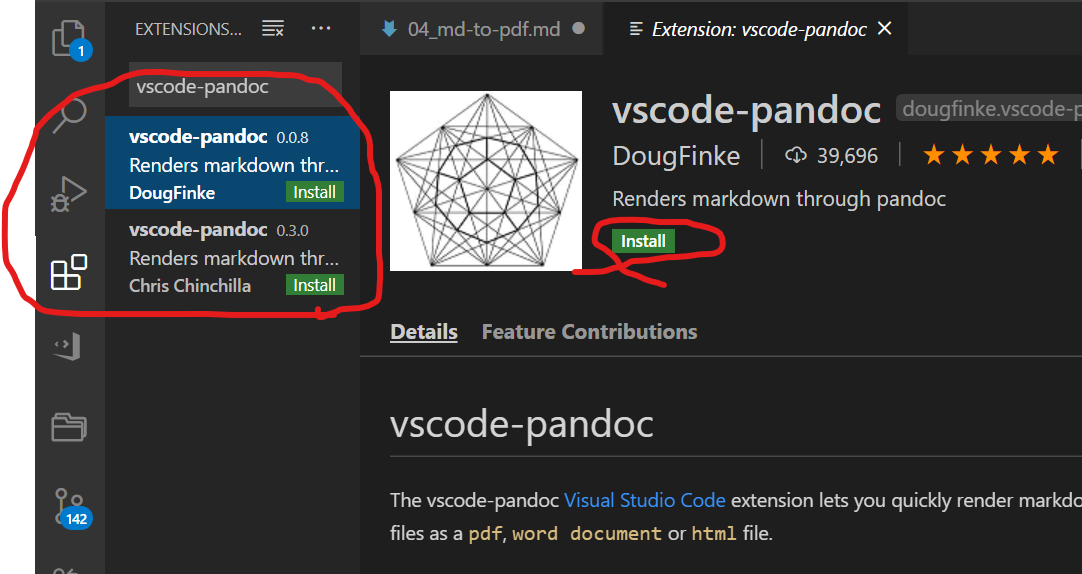 EXTENSIONS... ···
1
vscode-pandoc
vscode-pandoc 0.0.8
Renders markdown thr...
DougFinke Install
vscode-pandoc 0.3.0
Renders markdown thr...
Chris Chinchilla Install
142
04_md-to-pdf.md ●
Extension: vscode-pandoc ×
vscode-pandoc dougfinke.vscode-p
DougFinke | 39,696 | ★★★★★
Renders markdown through pandoc
Install
Details Feature Contributions
vscode-pandoc
The vscode-pandoc Visual Studio Code extension lets you quickly render markdo
files as a pdf, word document or html file.